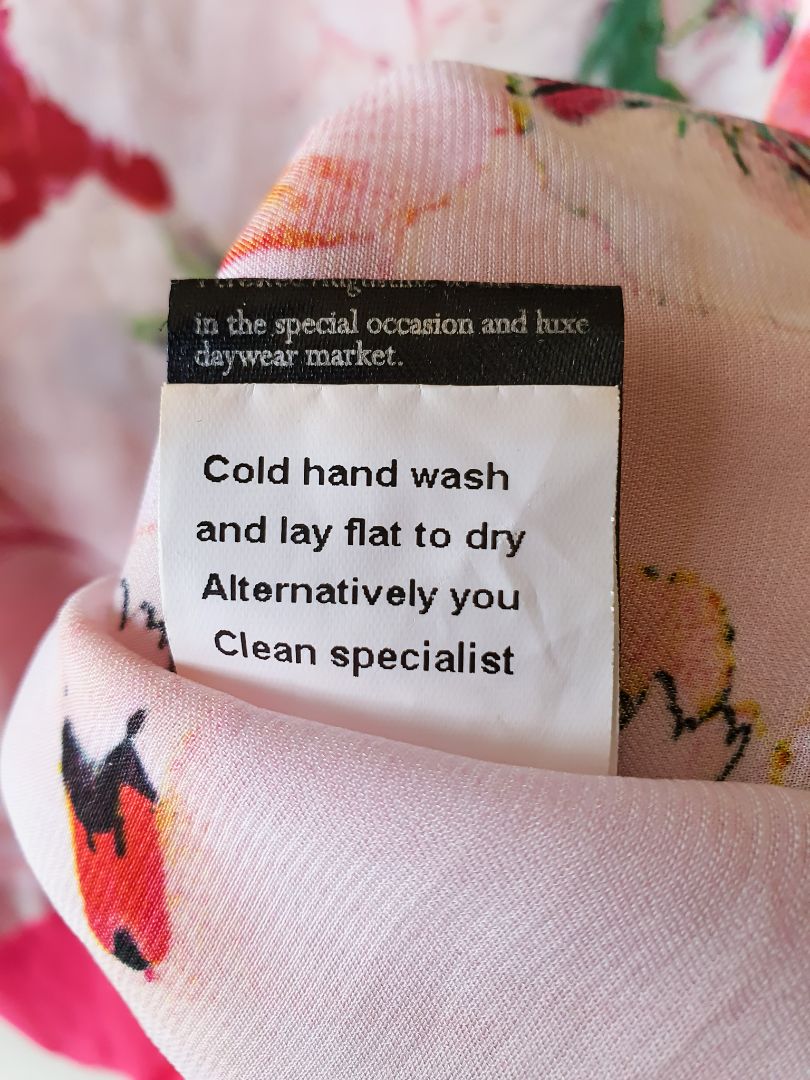 in the special occasion and luxe
daywear market.
Cold hand wash
and lay flat to dry
Alternatively you
Clean specialist